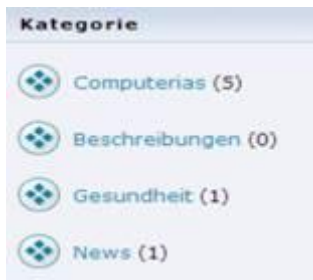 Kategorie
Computerias (5)
Beschreibungen (0)
Gesundheit (1)
News (1)